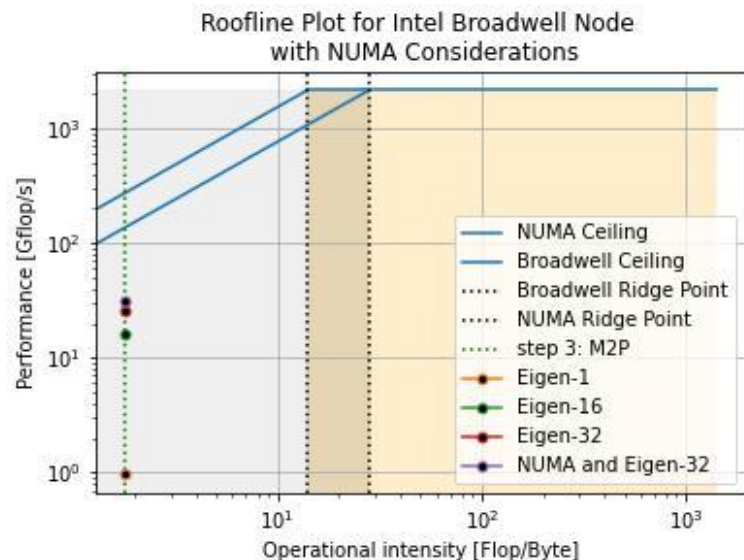 Roofline Plot for Intel Broadwell Node
with NUMA Considerations
Performance [Gflop/s]
10³
10²
10¹
10⁰
NUMA Ceiling
Broadwell Ceiling
Broadwell Ridge Point
NUMA Ridge Point
step 3: M2P
Eigen-1
Eigen-16
Eigen-32
NUMA and Eigen-32
10¹ 10² 10³
Operational intensity [Flop/Byte]